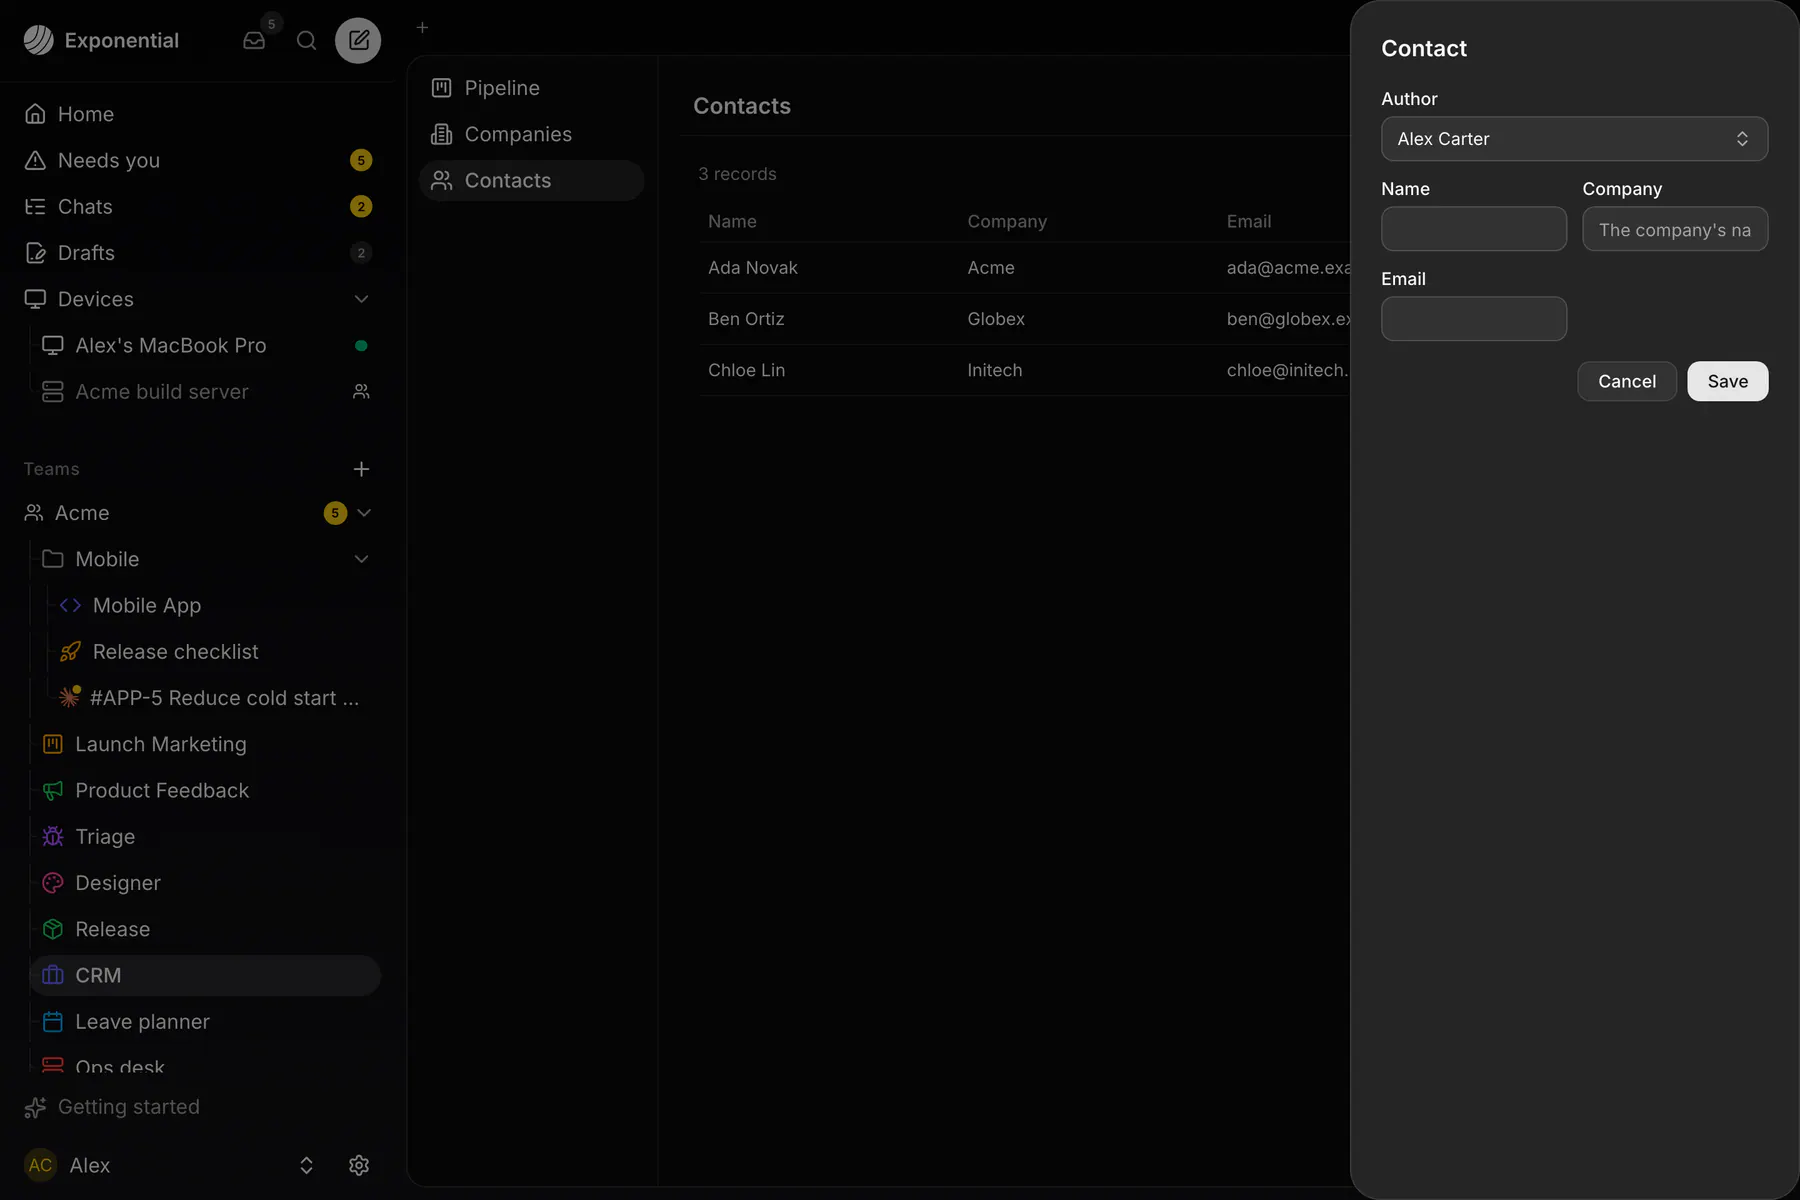 Exponential
5
Home
Needs you
5
Chats
2
Drafts
2
Devices
Alex's MacBook Pro
Acme build server
Teams
Acme
5
Mobile
Mobile App
Release checklist
#APP-5 Reduce cold start ...
Launch Marketing
Product Feedback
Triage
Designer
Release
CRM
Leave planner
Ops desk
Getting started
AC
Alex
Pipeline
Companies
Contacts
Contacts
3 records
Name Company Email
Ada Novak Acme ada@acme.exa
Ben Ortiz Globex ben@globex.ex
Chloe Lin Initech chloe@initech.
Contact
Author
Alex Carter
Name Company
The company's na
Email
Cancel Save